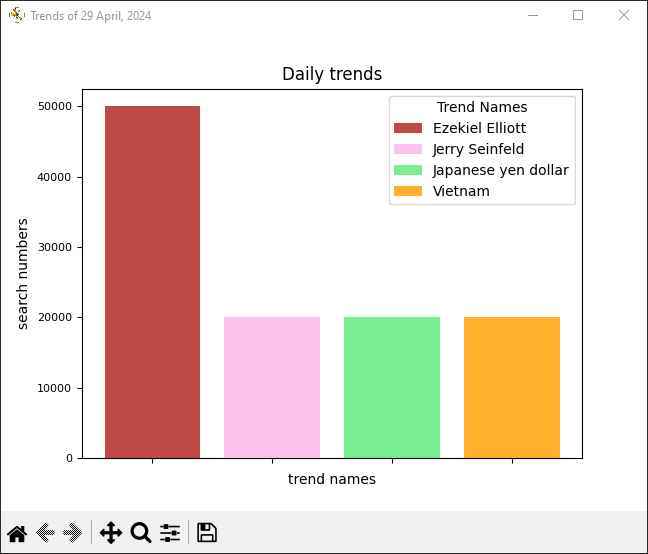 Trends of 29 April, 2024
Daily trends
50000
40000
30000
20000
10000
0
search numbers
Trend Names
Ezekiel Elliott
Jerry Seinfeld
Japanese yen dollar
Vietnam
trend names